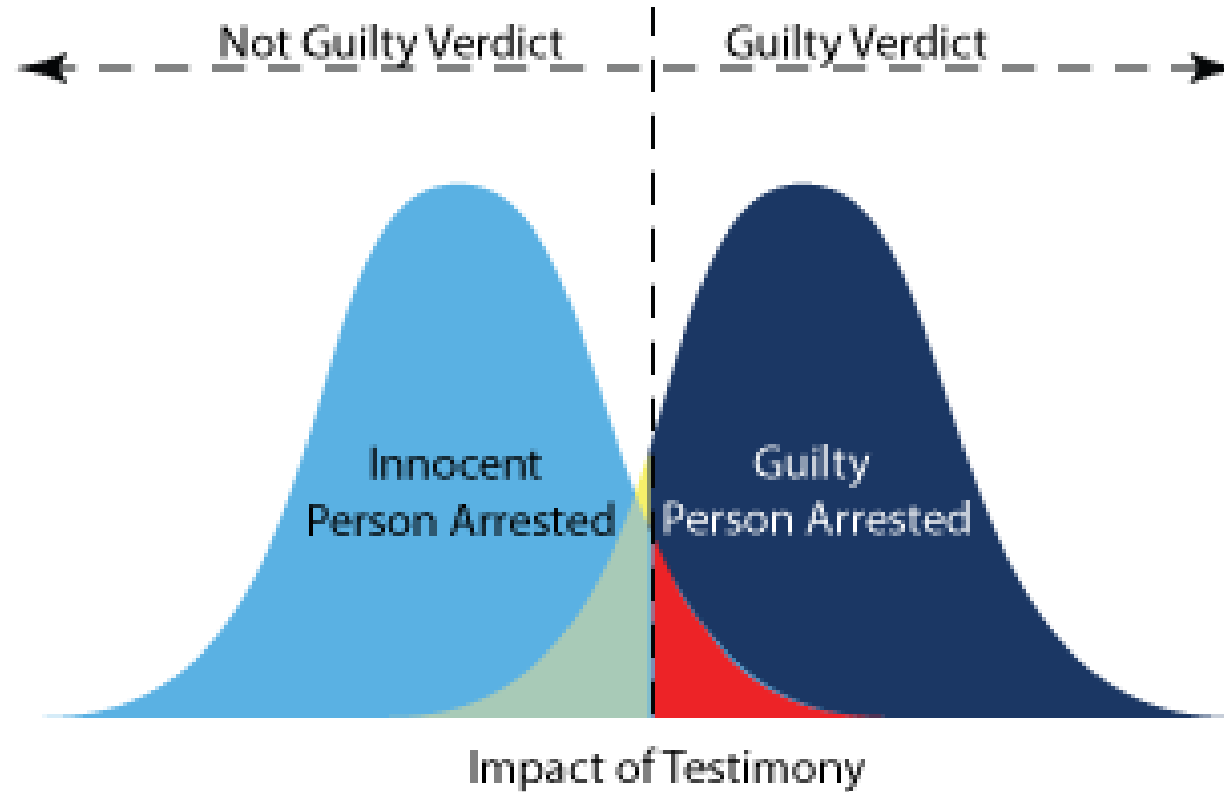 Not Guilty Verdict
Guilty Verdict
Innocent
Person Arrested
Guilty
Person Arrested
Impact of Testimony